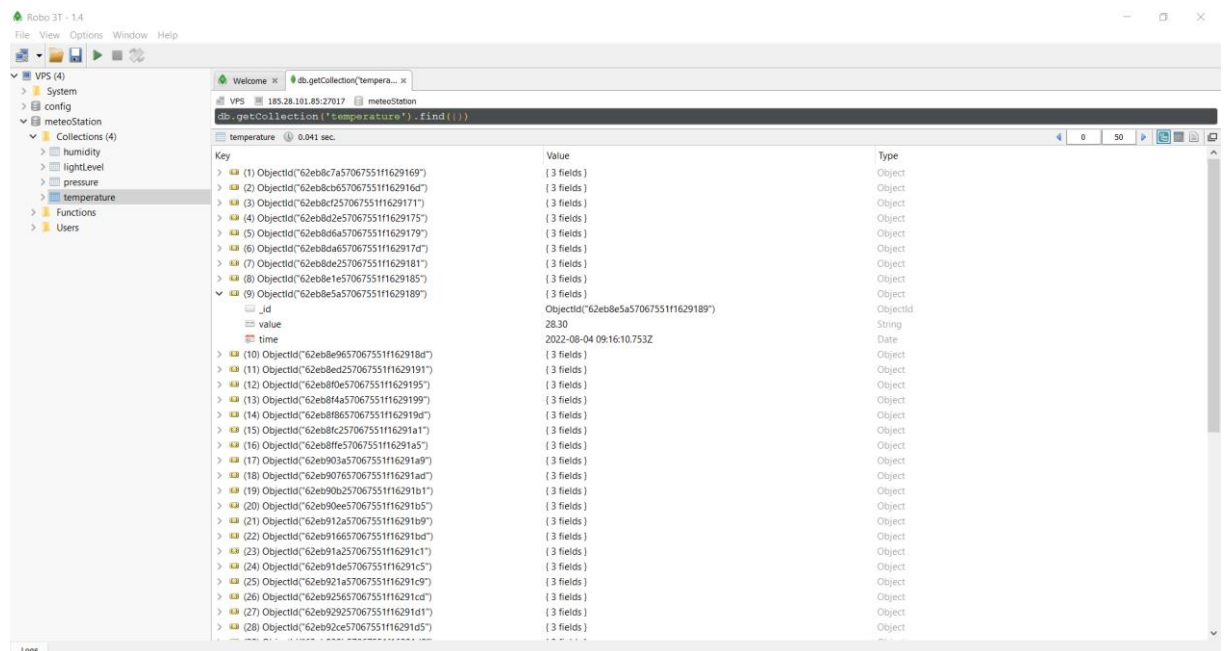 Robo 3T - 1.4
File View Options Window Help
VPS (4)
System
config
meteoStation
Collections (4)
humidity
lightLevel
pressure
temperature
Functions
Users
Welcome
db.getCollection("tempera...
VPS 185.28.101.85:27017 meteoStation
db.getCollection('temperature').find({})
temperature 0.041 sec.
0 50
Key Value Type
(1) ObjectId("62eb8c7a57067551f1629169") { 3 fields } Object
(2) ObjectId("62eb8cb657067551f162916d") { 3 fields } Object
(3) ObjectId("62eb8cf257067551f1629171") { 3 fields } Object
(4) ObjectId("62eb8d2e57067551f1629175") { 3 fields } Object
(5) ObjectId("62eb8d6a57067551f1629179") { 3 fields } Object
(6) ObjectId("62eb8da657067551f162917d") { 3 fields } Object
(7) ObjectId("62eb8de257067551f1629181") { 3 fields } Object
(8) ObjectId("62eb8e1e57067551f1629185") { 3 fields } Object
(9) ObjectId("62eb8e5a57067551f1629189") { 3 fields } Object
_id ObjectId("62eb8e5a57067551f1629189") ObjectId
value 28.30 String
time 2022-08-04 09:16:10.753Z Date
(10) ObjectId("62eb8e9657067551f162918d") { 3 fields } Object
(11) ObjectId("62eb8ed257067551f1629191") { 3 fields } Object
(12) ObjectId("62eb8f0e57067551f1629195") { 3 fields } Object
(13) ObjectId("62eb8f4a57067551f1629199") { 3 fields } Object
(14) ObjectId("62eb8f8657067551f162919d") { 3 fields } Object
(15) ObjectId("62eb8fc257067551f16291a1") { 3 fields } Object
(16) ObjectId("62eb8ffe57067551f16291a5") { 3 fields } Object
(17) ObjectId("62eb903a57067551f16291a9") { 3 fields } Object
(18) ObjectId("62eb907657067551f16291ad") { 3 fields } Object
(19) ObjectId("62eb90b257067551f16291b1") { 3 fields } Object
(20) ObjectId("62eb90ee57067551f16291b5") { 3 fields } Object
(21) ObjectId("62eb912a57067551f16291b9") { 3 fields } Object
(22) ObjectId("62eb916657067551f16291bd") { 3 fields } Object
(23) ObjectId("62eb91a257067551f16291c1") { 3 fields } Object
(24) ObjectId("62eb91de57067551f16291c5") { 3 fields } Object
(25) ObjectId("62eb921a57067551f16291c9") { 3 fields } Object
(26) ObjectId("62eb925657067551f16291cd") { 3 fields } Object
(27) ObjectId("62eb929257067551f16291d1") { 3 fields } Object
(28) ObjectId("62eb92ce57067551f16291d5") { 3 fields } Object
Logs